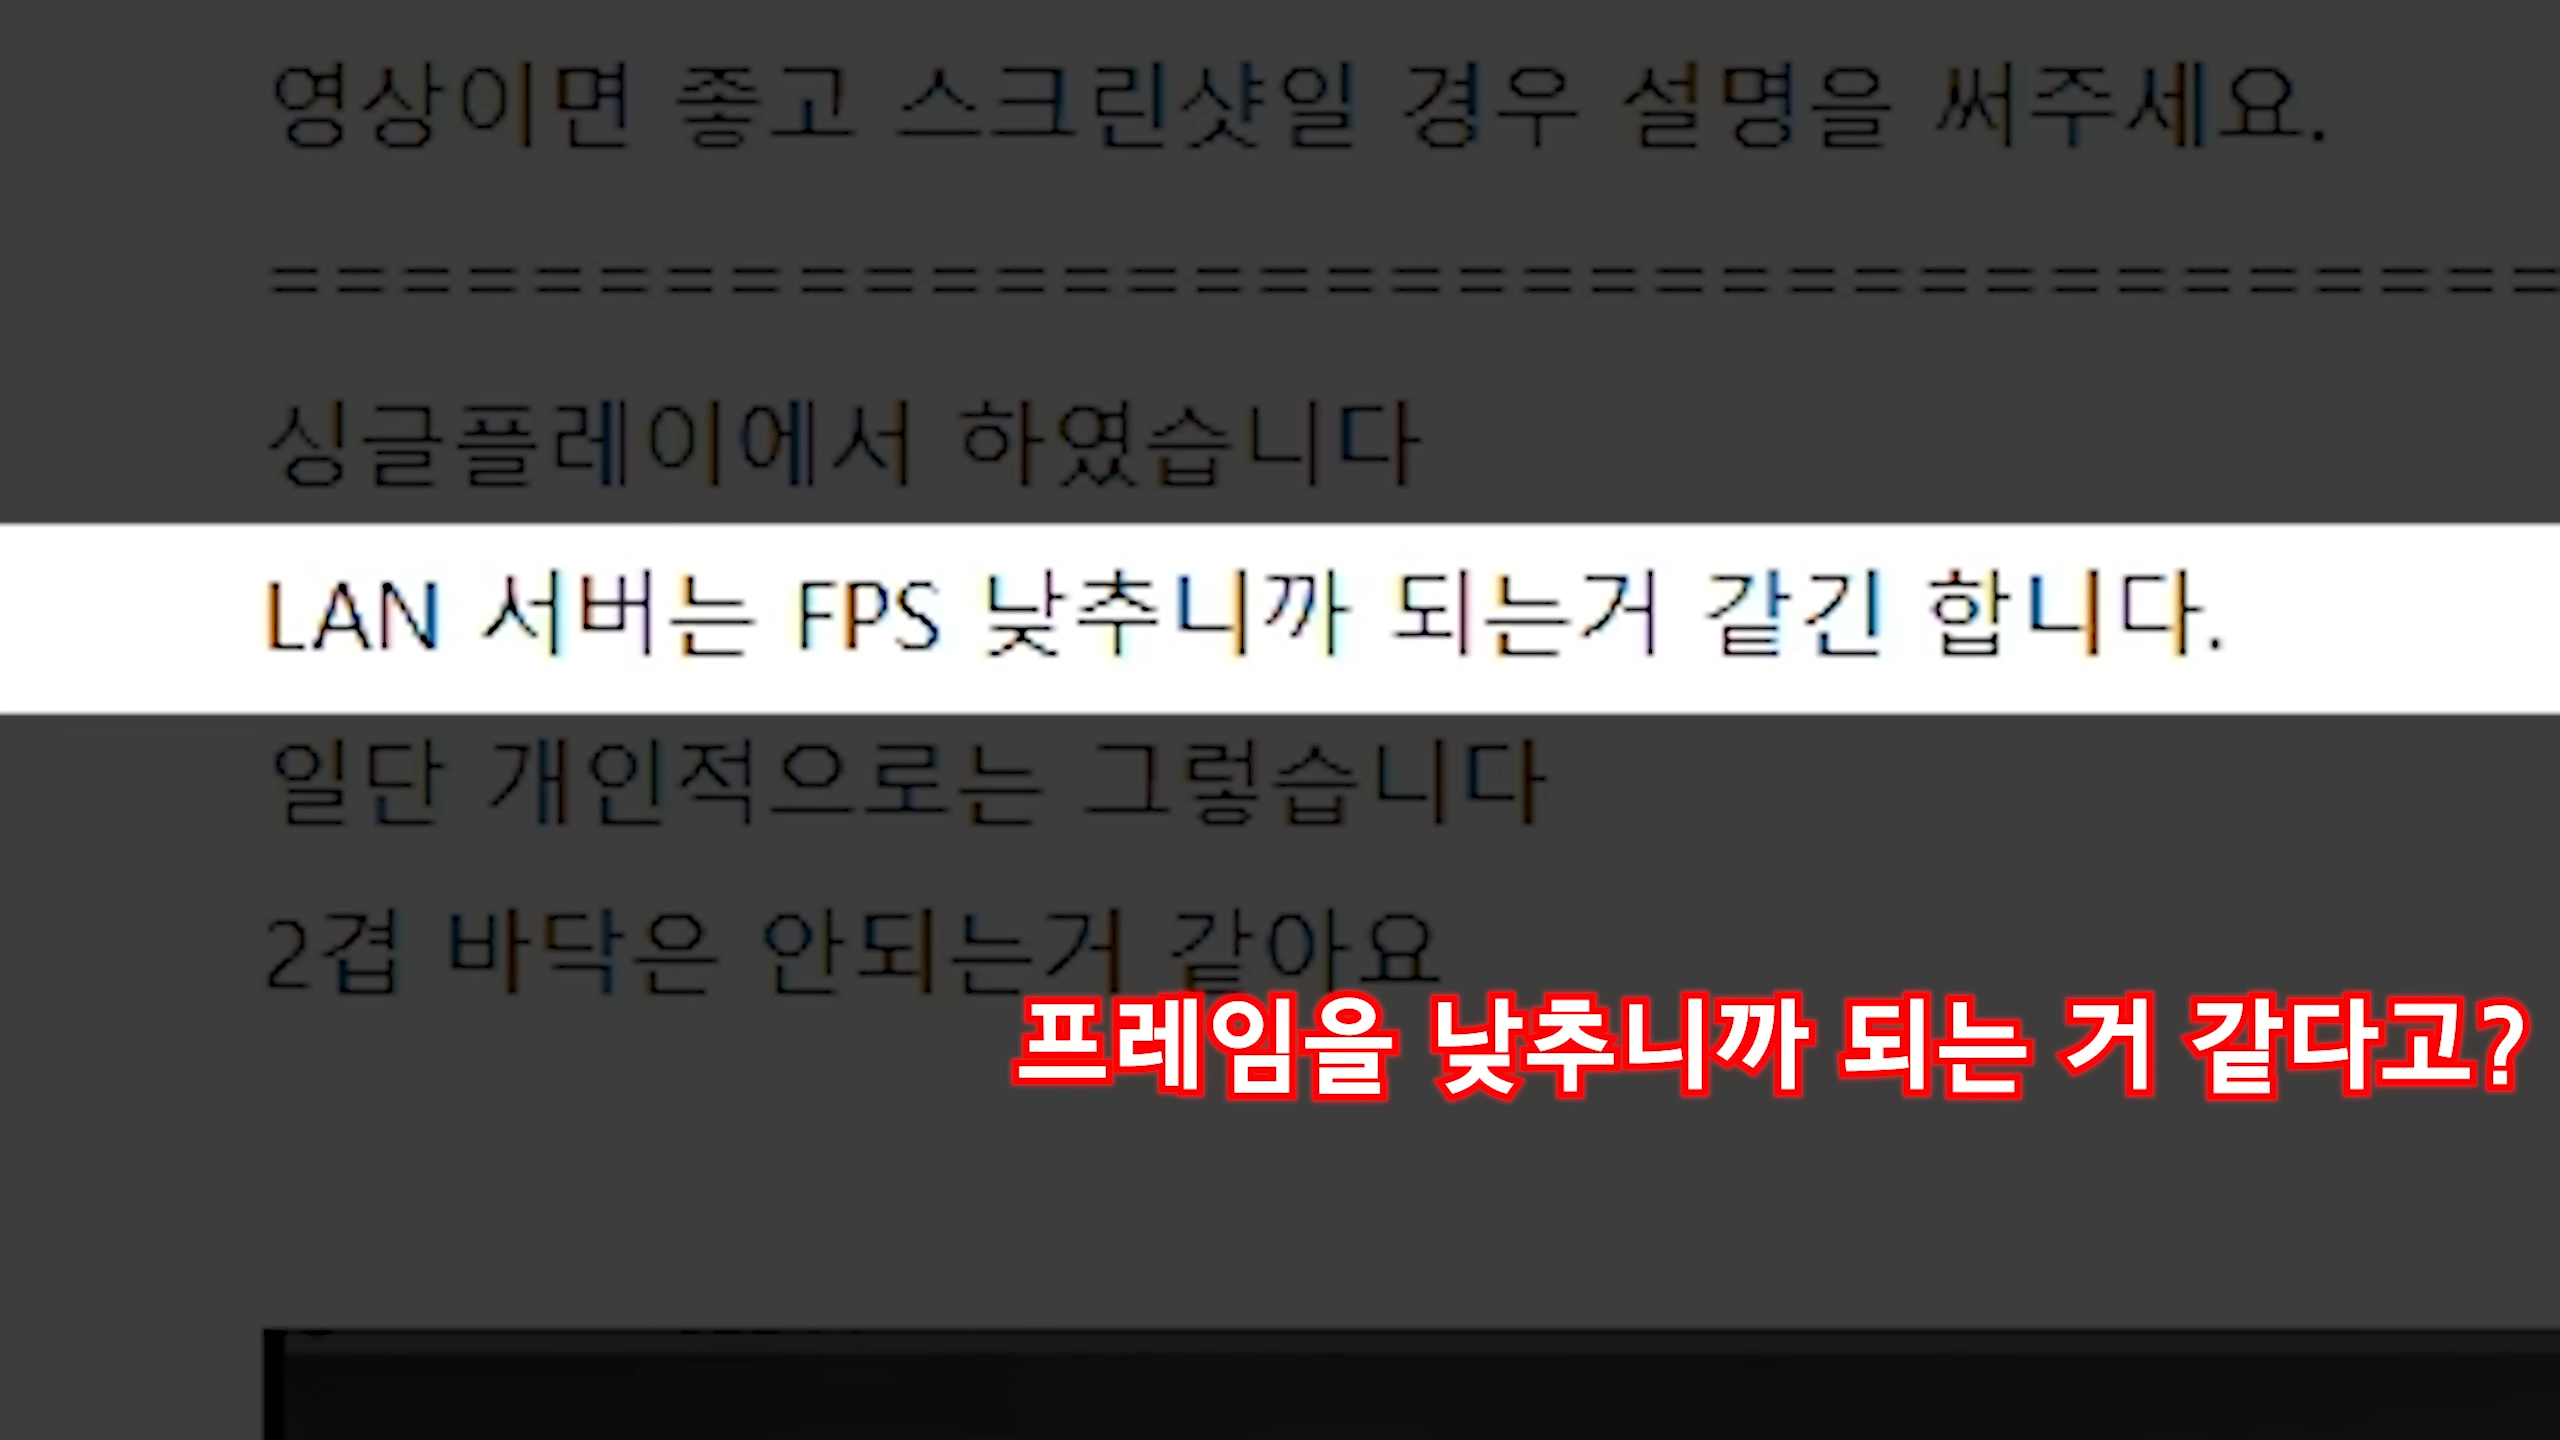 영상이면 좋고 스크린샷일 경우 설명을 써주세요.
===================================
싱글플레이에서 하였습니다
LAN 서버는 FPS 낮추니까 되는거 같긴 합니다.
일단 개인적으로는 그렇습니다
2겹 바닥은 안되는거 같아요
프레임을 낮추니까 되는 거 같다고?